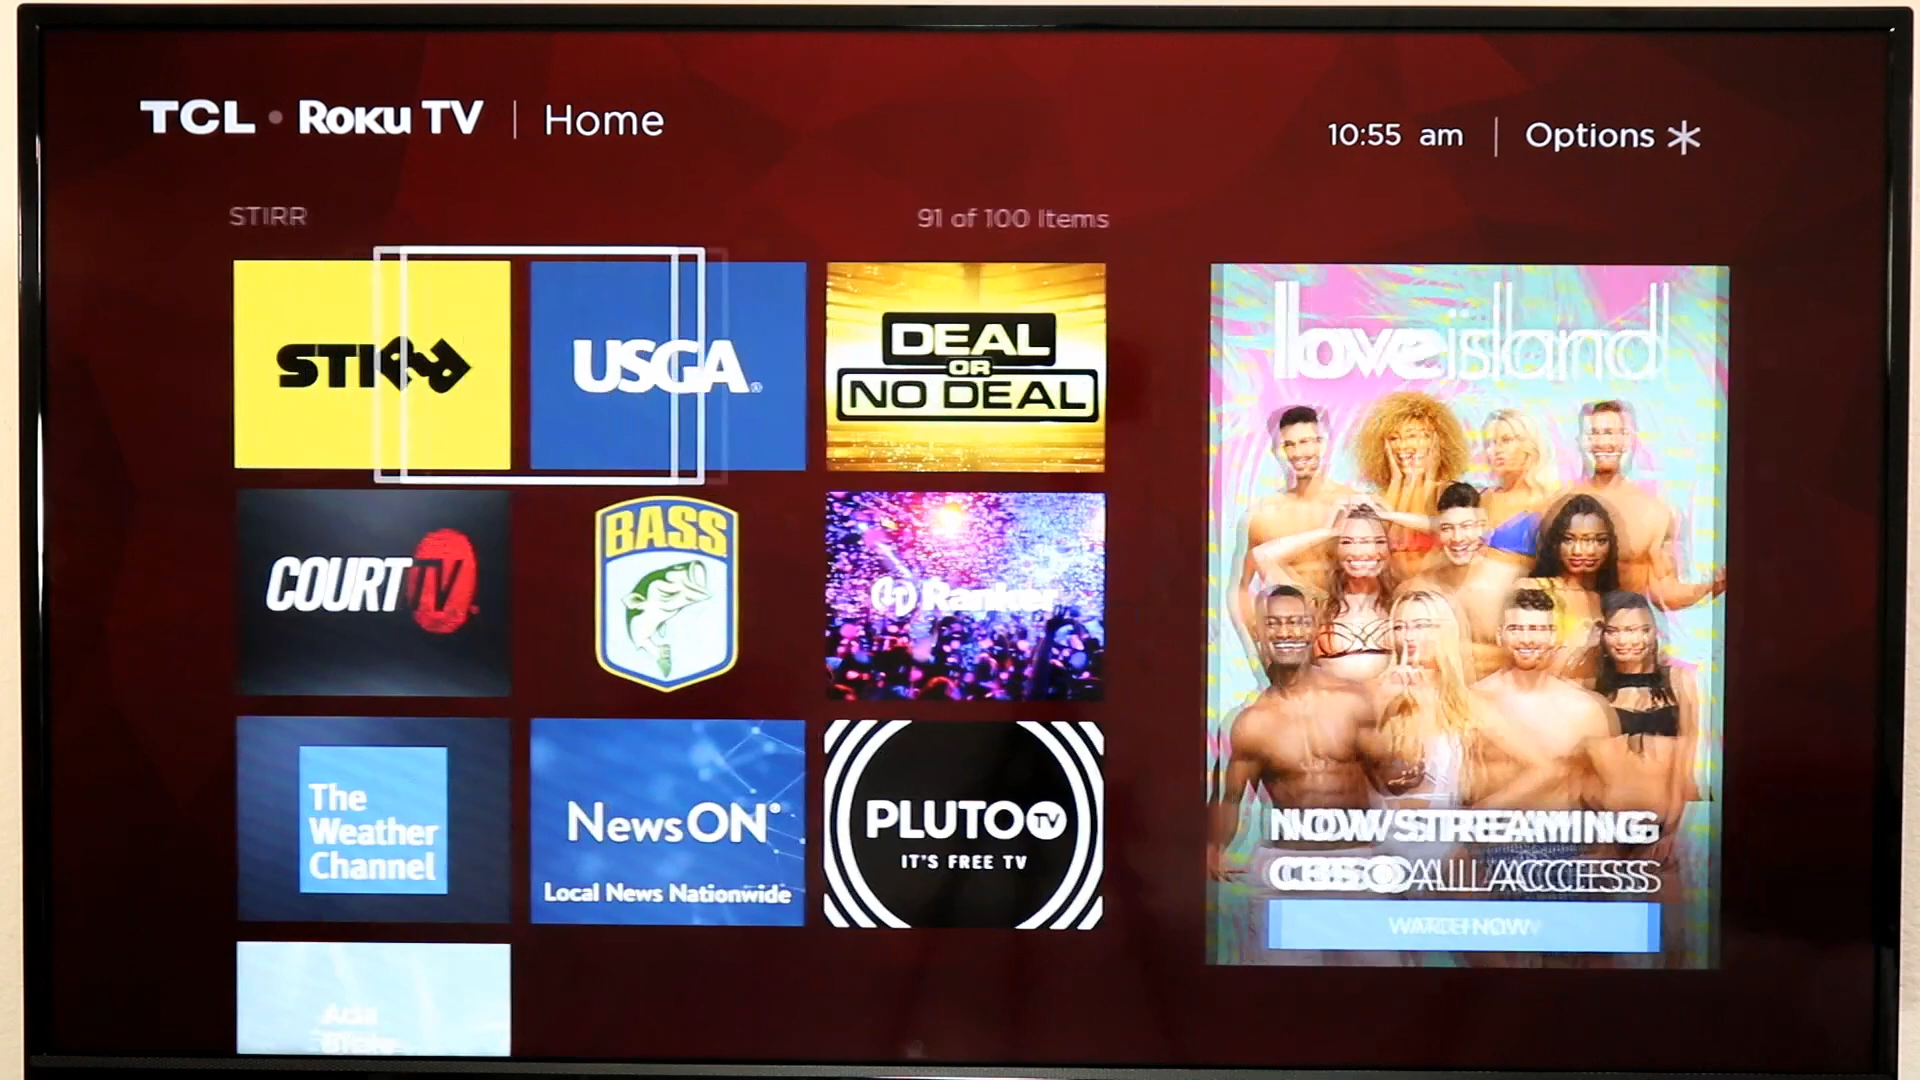 TCL • Roku TV | Home
10:55 am | Options
STIRR
91 of 100 Items
STIRR
USGA®
DEAL
OR
NO DEAL
COURT TV
BASS
Ranker
The
Weather
Channel
NewsON®
Local News Nationwide
PLUTO TV
IT'S FREE TV
love island
NOW STREAMING
CBS ALL ACCESS
WATCH NOW